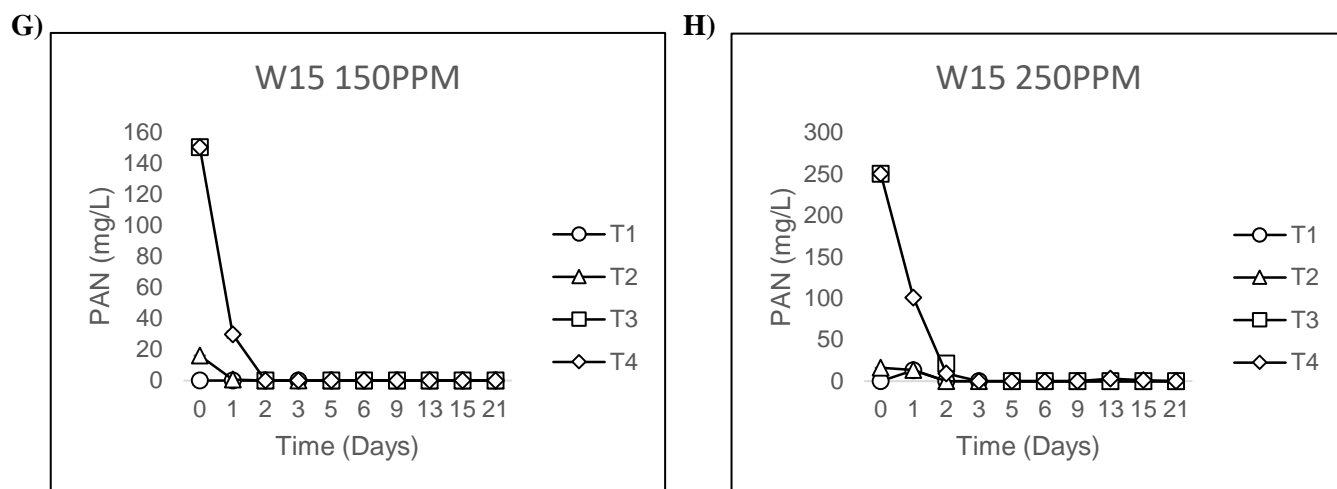 G)
W15 150PPM
160
140
120
100
80
60
40
20
0
PAN (mg/L)
0 1 2 3 5 6 9 13 15 21
Time (Days)
T1
T2
T3
T4
H)
W15 250PPM
300
250
200
150
100
50
0
PAN (mg/L)
0 1 2 3 5 6 9 13 15 21
Time (Days)
T1
T2
T3
T4